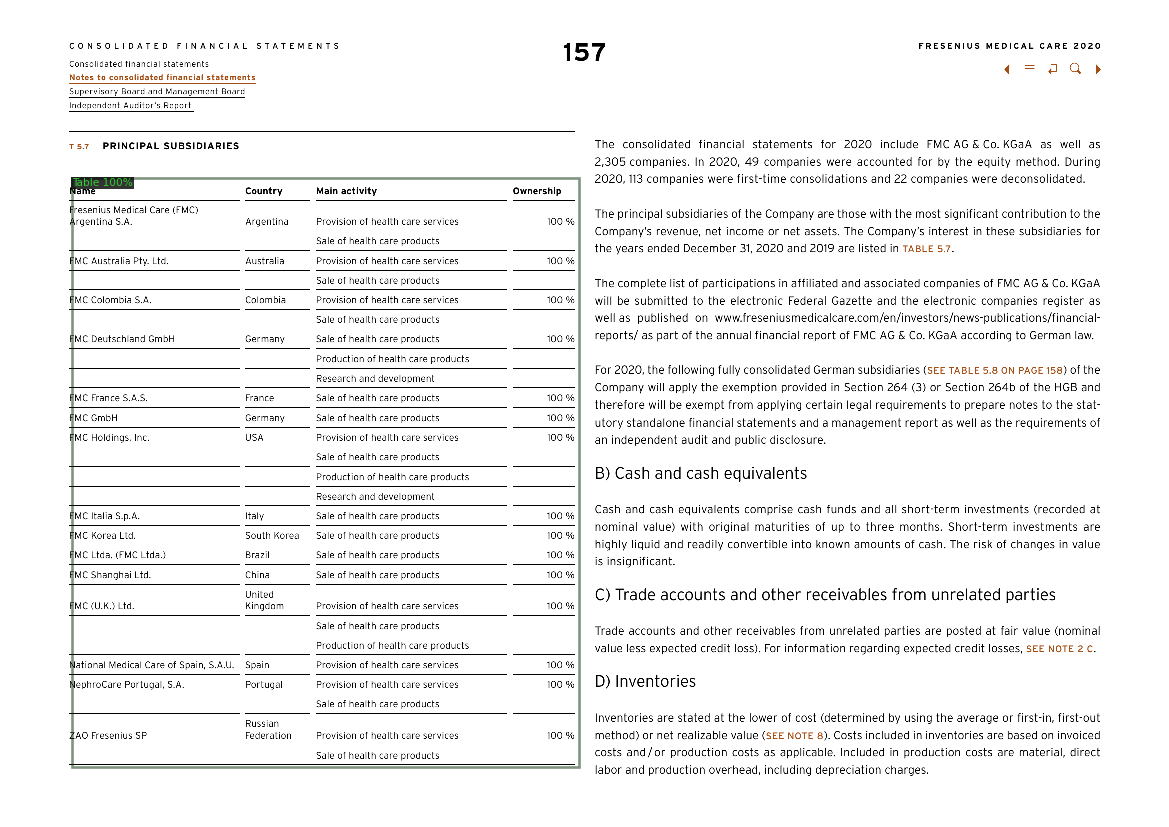 CONSOLIDATED FINANCIAL STATEMENTS
Consolidated financial statements
Notes to consolidated financial statements
Supervisory Board and Management Board
Independent Auditor's Report
157
FRESENIUS MEDICAL CARE 2020
T 5.7 PRINCIPAL SUBSIDIARIES
Table 100%
Name Country Main activity Ownership
Fresenius Medical Care (FMC)
Argentina S.A. Argentina Provision of health care services 100 %
Sale of health care products
FMC Australia Pty. Ltd. Australia Provision of health care services 100 %
Sale of health care products
FMC Colombia S.A. Colombia Provision of health care services 100 %
Sale of health care products
FMC Deutschland GmbH Germany Sale of health care products 100 %
Production of health care products
Research and development
FMC France S.A.S. France Sale of health care products 100 %
FMC GmbH Germany Sale of health care products 100 %
FMC Holdings, Inc. USA Provision of health care services 100 %
Sale of health care products
Production of health care products
Research and development
FMC Italia S.p.A. Italy Sale of health care products 100 %
FMC Korea Ltd. South Korea Sale of health care products 100 %
FMC Ltda. (FMC Ltda.) Brazil Sale of health care products 100 %
FMC Shanghai Ltd. China Sale of health care products 100 %
United
FMC (U.K.) Ltd. Kingdom Provision of health care services 100 %
Sale of health care products
Production of health care products
National Medical Care of Spain, S.A.U. Spain Provision of health care services 100 %
NephroCare Portugal, S.A. Portugal Provision of health care services 100 %
Sale of health care products
Russian
ZAO Fresenius SP Federation Provision of health care services 100 %
Sale of health care products
The consolidated financial statements for 2020 include FMC AG & Co. KGaA as well as
2,305 companies. In 2020, 49 companies were accounted for by the equity method. During
2020, 113 companies were first-time consolidations and 22 companies were deconsolidated.
The principal subsidiaries of the Company are those with the most significant contribution to the
Company's revenue, net income or net assets. The Company's interest in these subsidiaries for
the years ended December 31, 2020 and 2019 are listed in TABLE 5.7.
The complete list of participations in affiliated and associated companies of FMC AG & Co. KGaA
will be submitted to the electronic Federal Gazette and the electronic companies register as
well as published on www.freseniusmedicalcare.com/en/investors/news-publications/financial-
reports/ as part of the annual financial report of FMC AG & Co. KGaA according to German law.
For 2020, the following fully consolidated German subsidiaries (SEE TABLE 5.8 ON PAGE 158) of the
Company will apply the exemption provided in Section 264 (3) or Section 264b of the HGB and
therefore will be exempt from applying certain legal requirements to prepare notes to the stat-
utory standalone financial statements and a management report as well as the requirements of
an independent audit and public disclosure.
B) Cash and cash equivalents
Cash and cash equivalents comprise cash funds and all short-term investments (recorded at
nominal value) with original maturities of up to three months. Short-term investments are
highly liquid and readily convertible into known amounts of cash. The risk of changes in value
is insignificant.
C) Trade accounts and other receivables from unrelated parties
Trade accounts and other receivables from unrelated parties are posted at fair value (nominal
value less expected credit loss). For information regarding expected credit losses, SEE NOTE 2 C.
D) Inventories
Inventories are stated at the lower of cost (determined by using the average or first-in, first-out
method) or net realizable value (SEE NOTE 8). Costs included in inventories are based on invoiced
costs and / or production costs as applicable. Included in production costs are material, direct
labor and production overhead, including depreciation charges.